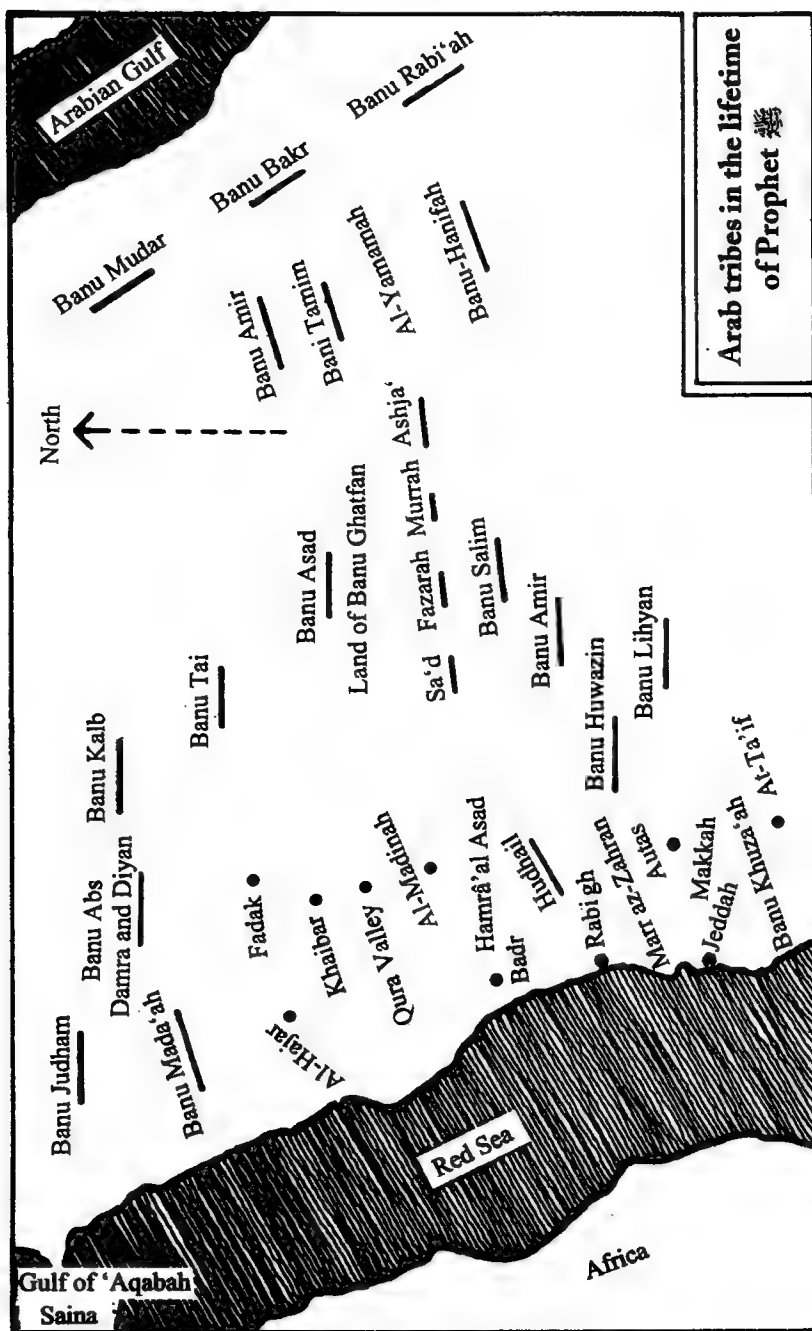 Arab tribes in the lifetime
of Prophet ﷺ
Arabian Gulf
North
Banu Mudar
Banu Bakr
Banu Rabi‘ah
Banu Amir
Bani Tamim
Al-Yamamah
Banu-Hanifah
Banu Judham
Banu Abs
Damra and Diyan
Banu Kalb
Banu Mada‘ah
Banu Tai
Banu Asad
Land of Banu Ghatfan
Sa‘d
Fazarah
Murrah
Ashja‘
Banu Salim
Banu Amir
Banu Huwazin
Banu Lihyan
Al-Hajar
Fadak
Khaibar
Qura Valley
Al-Madinah
Hamrâ’al Asad
Badr
Hudhail
Rabigh
Marr az-Zahran
Autas
Makkah
Jeddah
Banu Khuza‘ah
At-Ta’if
Gulf of ‘Aqabah
Saina
Red Sea
Africa